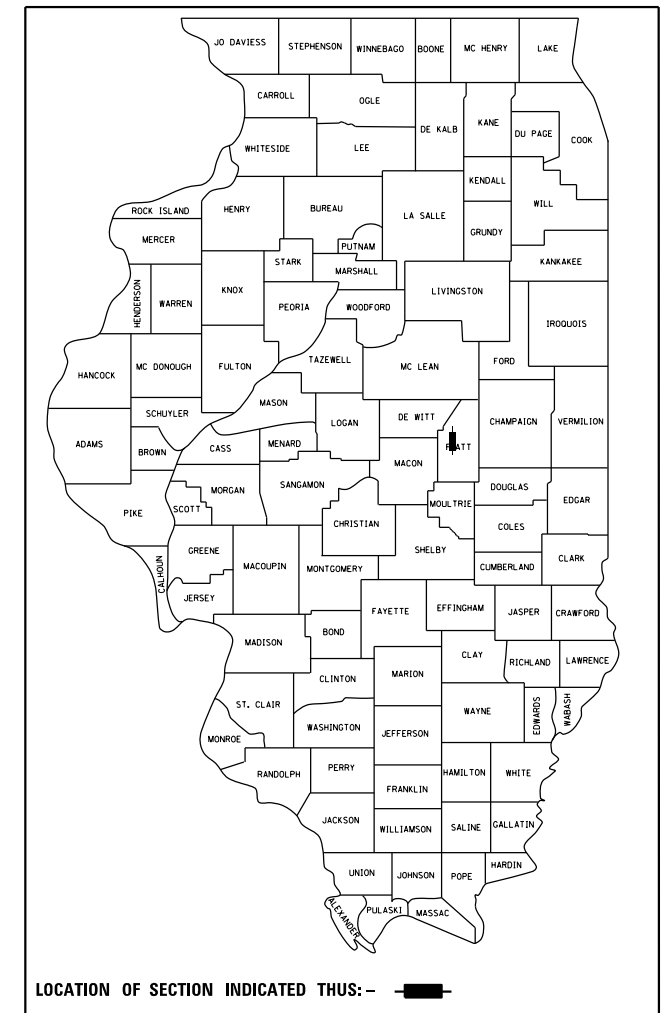 JO DAVIESS
STEPHENSON
WINNEBAGO
BOONE
MC HENRY
LAKE
CARROLL
OGLE
DE KALB
KANE
DU PAGE
COOK
WHITESIDE
LEE
KENDALL
WILL
ROCK ISLAND
HENRY
BUREAU
LA SALLE
GRUNDY
MERCER
PUTNAM
STARK
MARSHALL
KANKAKEE
HENDERSON
WARREN
KNOX
PEORIA
WOODFORD
LIVINGSTON
IROQUOIS
HANCOCK
MC DONOUGH
FULTON
TAZEWELL
MC LEAN
FORD
SCHUYLER
MASON
LOGAN
DE WITT
CHAMPAIGN
VERMILION
ADAMS
BROWN
CASS
MENARD
MACON
MORGAN
SANGAMON
PIKE
SCOTT
CHRISTIAN
MOULTRIE
DOUGLAS
EDGAR
COLES
GREENE
CALHOUN
MACOUPIN
MONTGOMERY
SHELBY
CUMBERLAND
CLARK
JERSEY
FAYETTE
EFFINGHAM
JASPER
CRAWFORD
MADISON
BOND
CLAY
RICHLAND
LAWRENCE
CLINTON
MARION
ST. CLAIR
WAYNE
EDWARDS
WABASH
MONROE
WASHINGTON
JEFFERSON
RANDOLPH
PERRY
HAMILTON
WHITE
FRANKLIN
JACKSON
WILLIAMSON
SALINE
GALLATIN
UNION
JOHNSON
POPE
HARDIN
ALEXANDER
PULASKI
MASSAC
LOCATION OF SECTION INDICATED THUS: –